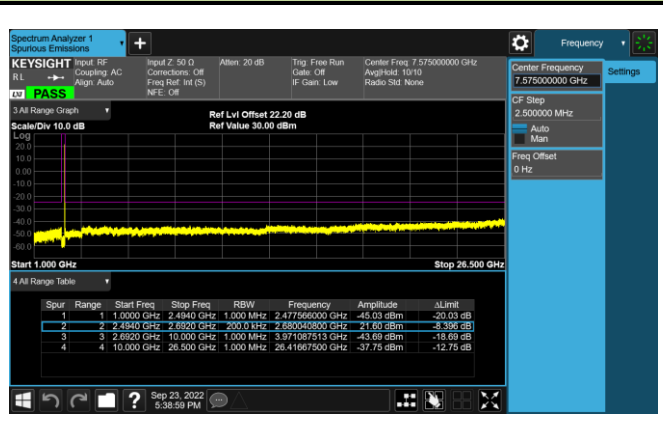 Spectrum Analyzer 1
Spurious Emissions
Frequency
KEYSIGHT
R L
LXI PASS
Input: RF
Coupling: AC
Align: Auto
Input Z: 50 Ω
Corrections: Off
Freq Ref: Int (S)
NFE: Off
Atten: 20 dB
Trig: Free Run
Gate: Off
IF Gain: Low
Center Freq: 7.575000000 GHz
Avg|Hold: 10/10
Radio Std: None
Center Frequency
7.575000000 GHz
Settings
CF Step
2.500000 MHz
Auto
Man
Freq Offset
0 Hz
3 All Range Graph
Scale/Div 10.0 dB
Ref Lvl Offset 22.20 dB
Ref Value 30.00 dBm
Log
20.0
10.0
0.00
-10.0
-20.0
-30.0
-40.0
-50.0
-60.0
Start 1.000 GHz
Stop 26.500 GHz
4 All Range Table
Spur Range Start Freq Stop Freq RBW Frequency Amplitude ΔLimit
1 1 1.0000 GHz 2.4940 GHz 1.000 MHz 2.477566000 GHz -45.03 dBm -20.03 dB
2 2 2.4940 GHz 2.6920 GHz 200.0 kHz 2.680040800 GHz 21.60 dBm -8.396 dB
3 3 2.6920 GHz 10.000 GHz 1.000 MHz 3.971087513 GHz -43.69 dBm -18.69 dB
4 4 10.000 GHz 26.500 GHz 1.000 MHz 26.41667500 GHz -37.75 dBm -12.75 dB
?
Sep 23, 2022
5:38:59 PM